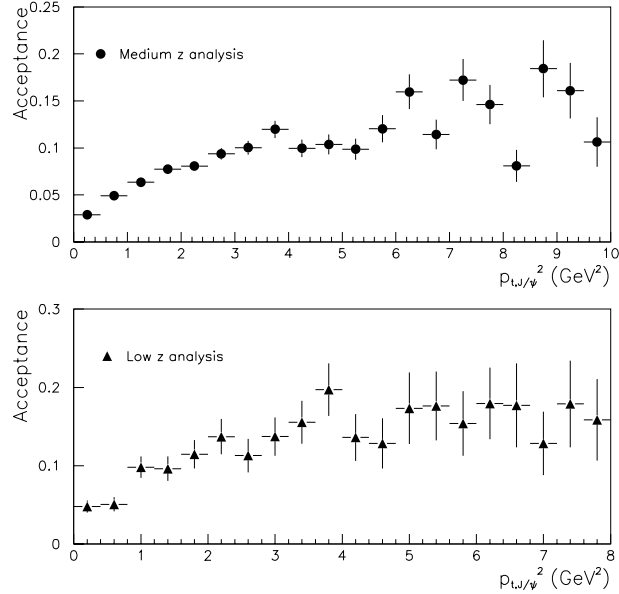 Acceptance
0.25
0.2
0.15
0.1
0.05
0
Medium z analysis
0 1 2 3 4 5 6 7 8 9 10
p_{t,J/ψ}^2 (GeV^2)
Acceptance
0.3
0.2
0.1
0
Low z analysis
0 1 2 3 4 5 6 7 8
p_{t,J/ψ}^2 (GeV^2)